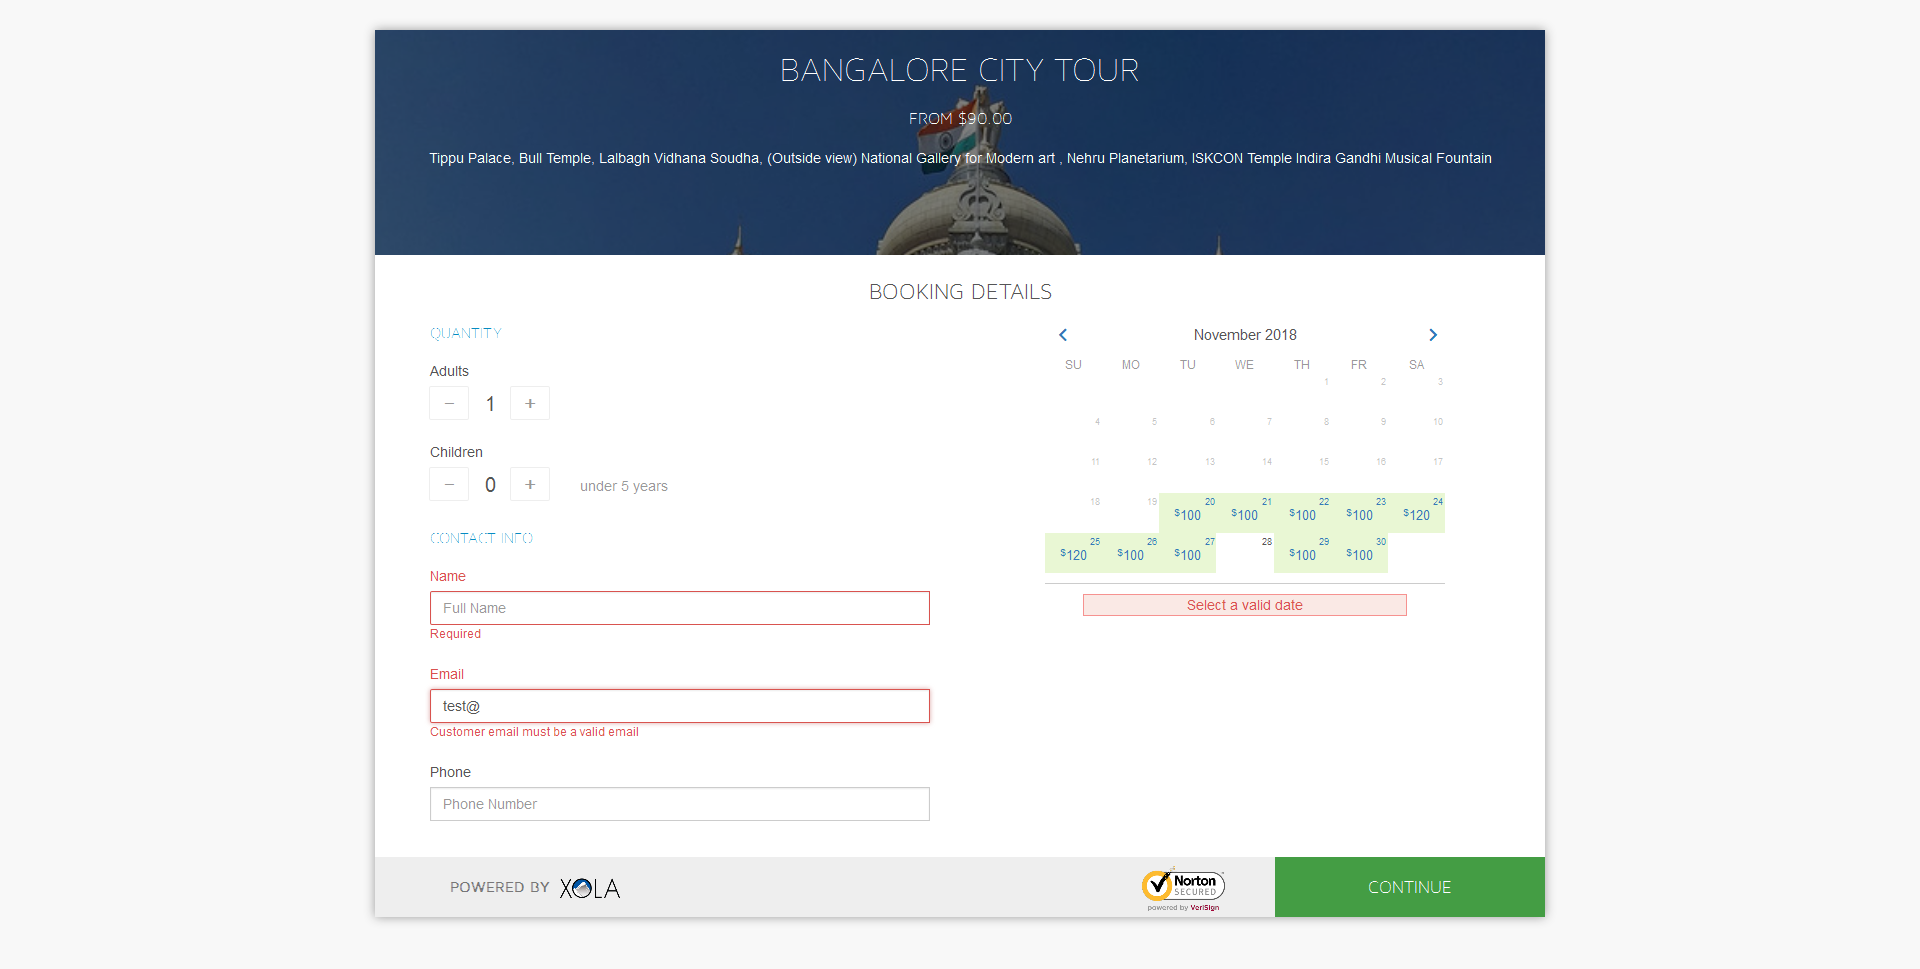 BANGALORE CITY TOUR
FROM $90.00
Tippu Palace, Bull Temple, Lalbagh Vidhana Soudha, (Outside view) National Gallery for Modern art , Nehru Planetarium, ISKCON Temple Indira Gandhi Musical Fountain
BOOKING DETAILS
QUANTITY
Adults
− 1 +
Children
− 0 + under 5 years
CONTACT INFO
Name
Full Name
Required
Email
test@
Customer email must be a valid email
Phone
Phone Number
November 2018
SU MO TU WE TH FR SA
1 2 3
4 5 6 7 8 9 10
11 12 13 14 15 16 17
18 19 20 21 22 23 24
$100 $100 $100 $100 $120
25 26 27 28 29 30
$120 $100 $100 $100 $100
Select a valid date
POWERED BY XOLA
Norton
SECURED
powered by VeriSign
CONTINUE